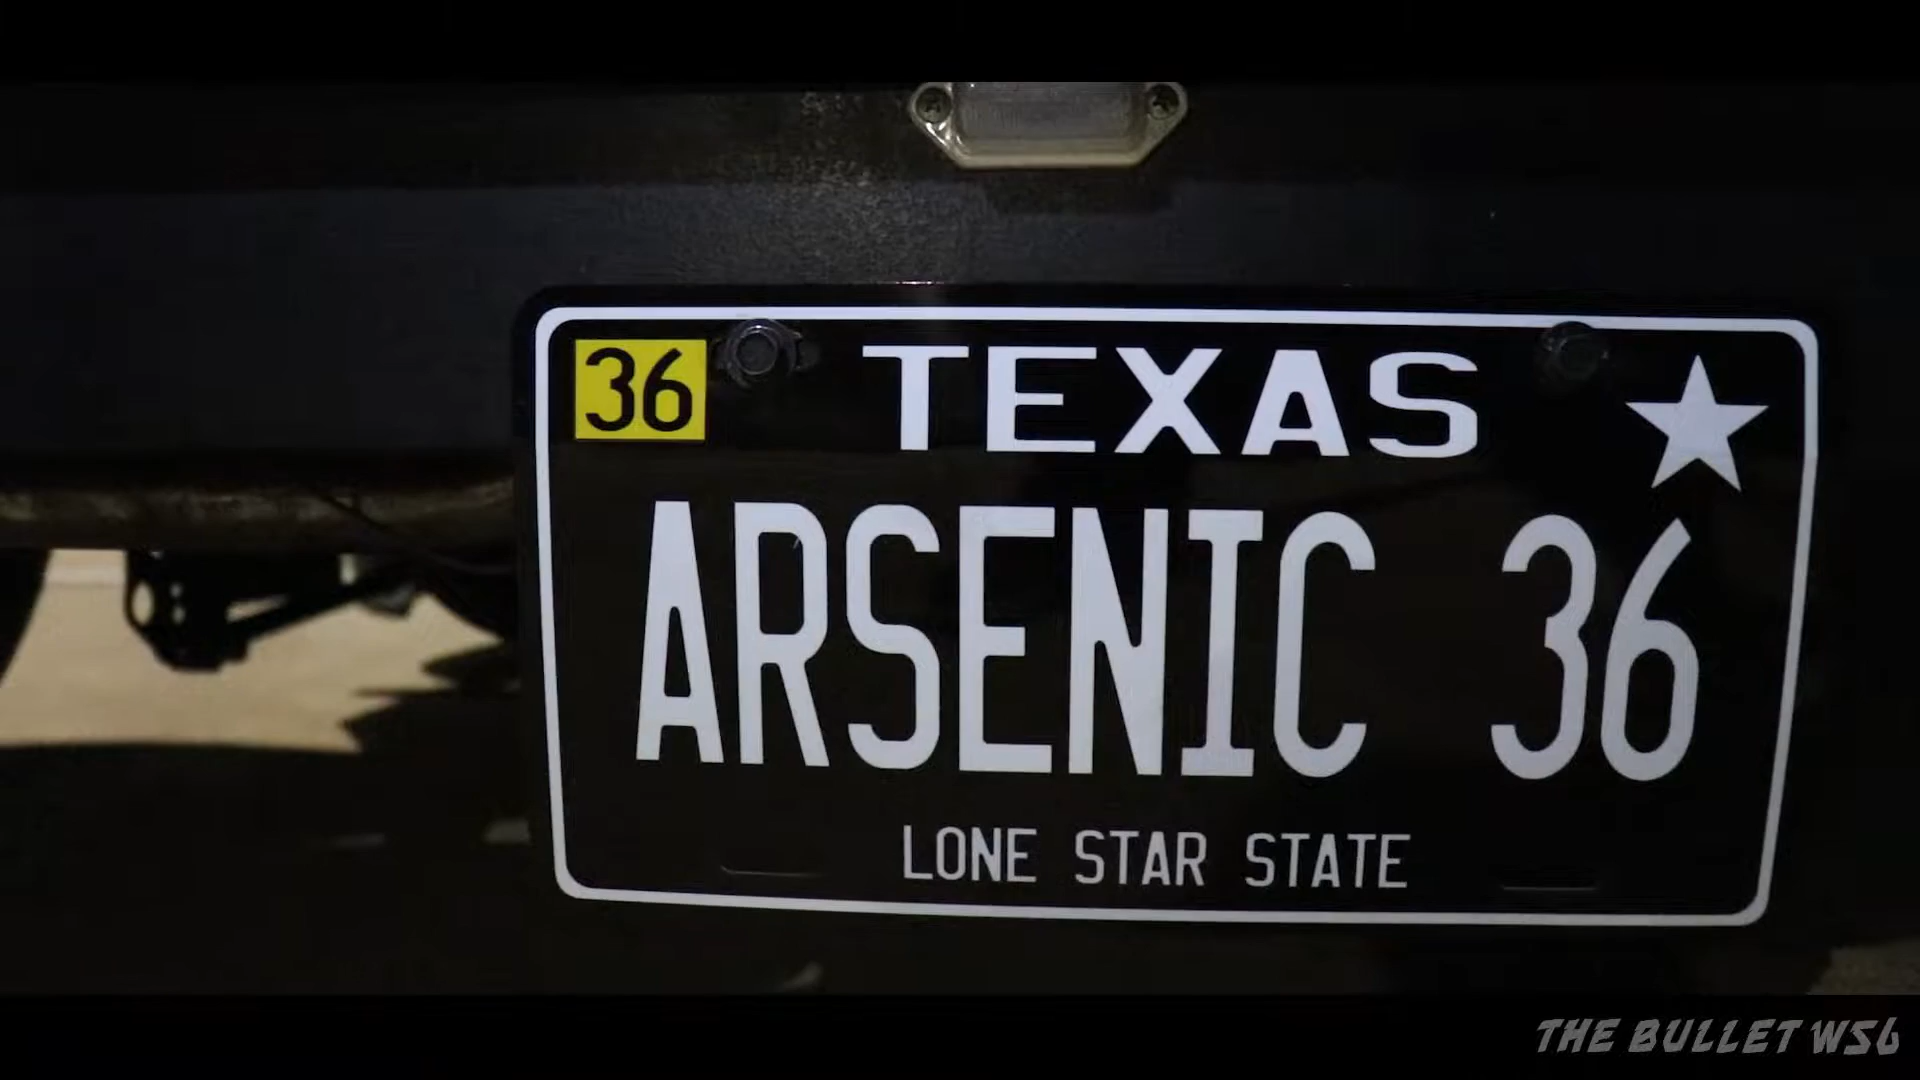 36
TEXAS
ARSENIC 36
LONE STAR STATE
THE BULLET WS6